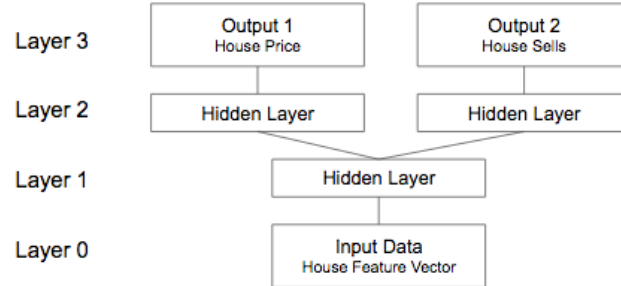 Layer 3
Output 1
House Price
Output 2
House Sells
Layer 2
Hidden Layer
Hidden Layer
Layer 1
Hidden Layer
Layer 0
Input Data
House Feature Vector